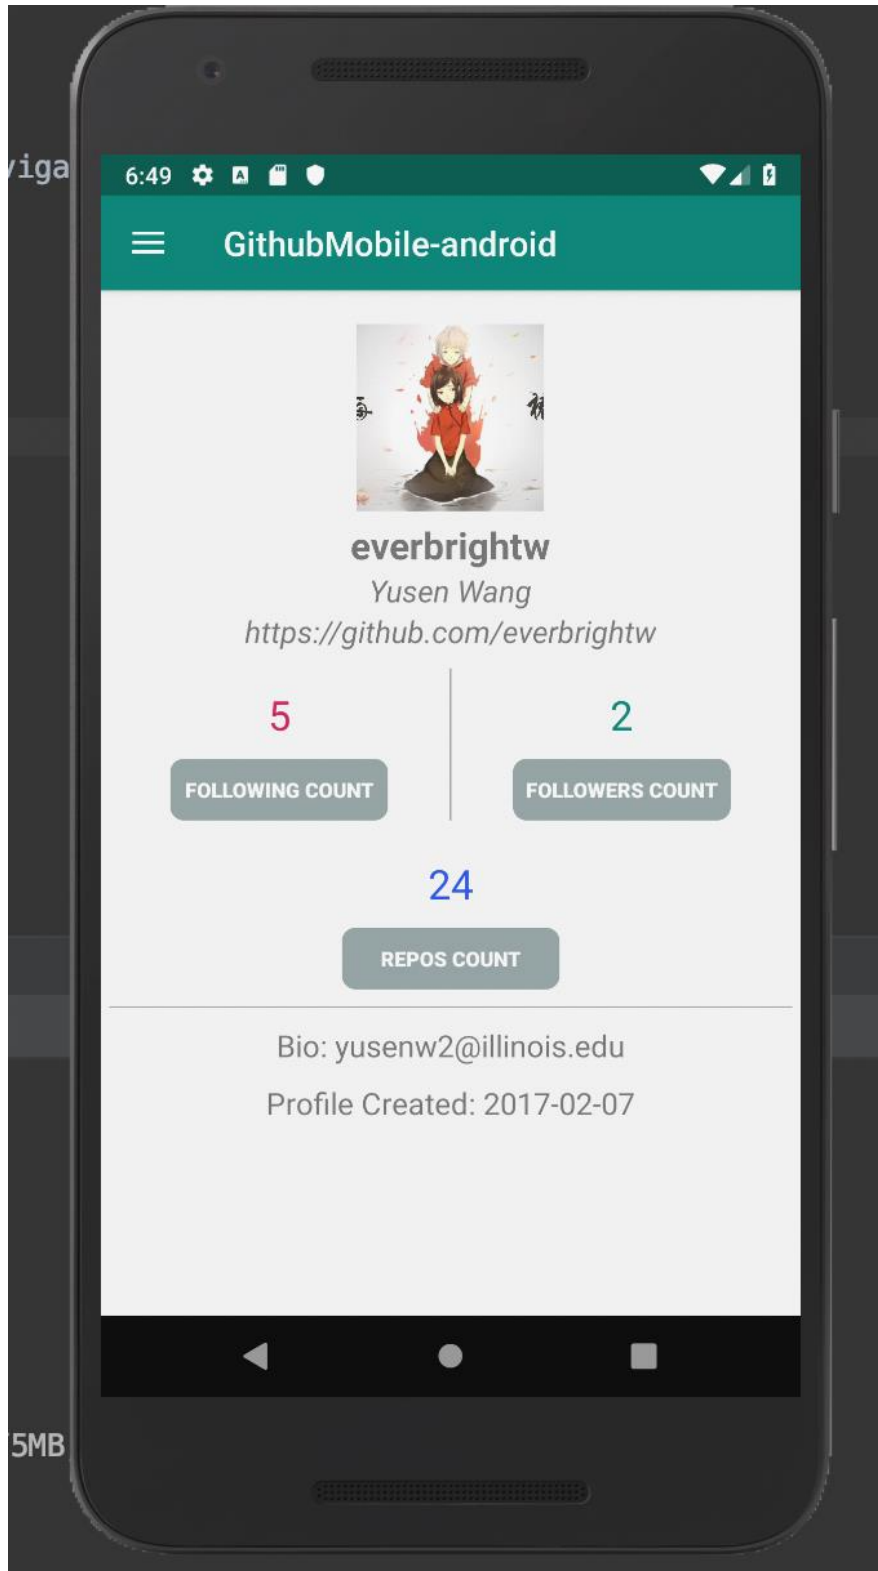 viga
6:49
GithubMobile-android
everbrightw
Yusen Wang
https://github.com/everbrightw
5
2
FOLLOWING COUNT
FOLLOWERS COUNT
24
REPOS COUNT
Bio: yusenw2@illinois.edu
Profile Created: 2017-02-07
5MB